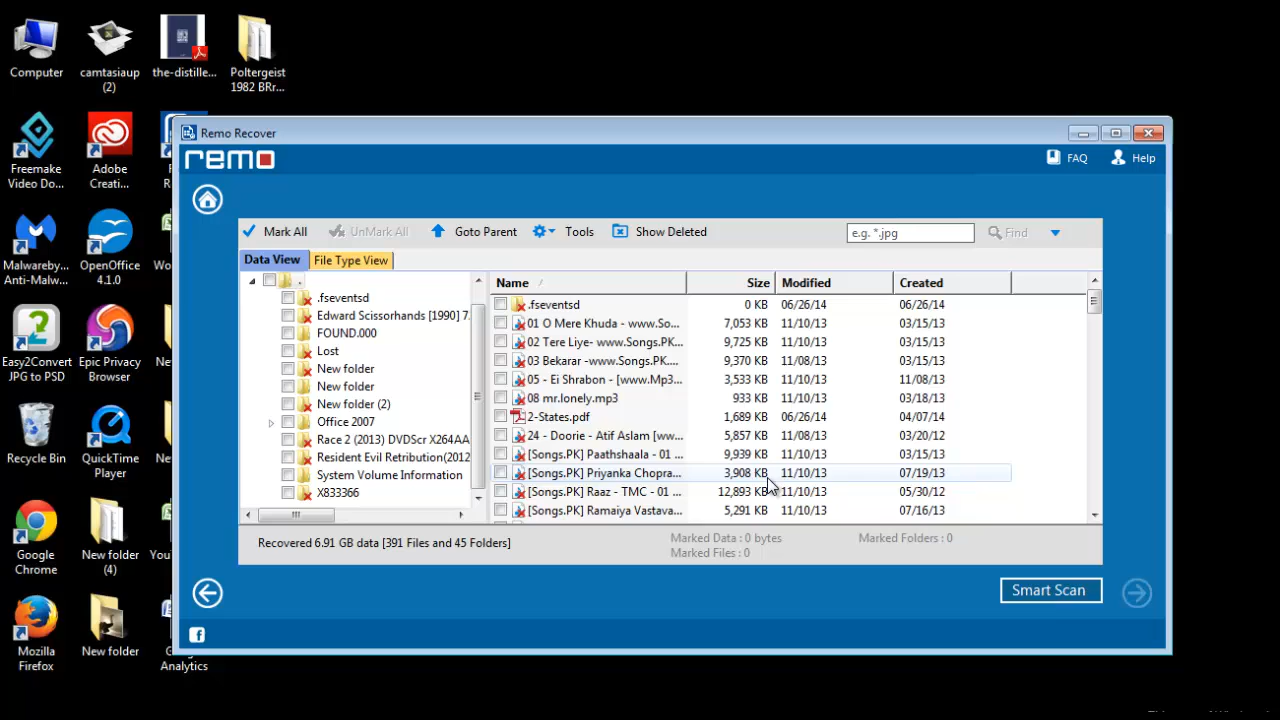 Computer
camtasiaup
(2)
the-distille...
Poltergeist
1982 BRr...
Freemake
Video Do...
Adobe
Creati...
Malwareby...
Anti-Malw...
OpenOffice
4.1.0
Easy2Convert
JPG to PSD
Epic Privacy
Browser
Recycle Bin
QuickTime
Player
Google
Chrome
New folder
(4)
Mozilla
Firefox
New folder
Analytics
Remo Recover
remo
FAQ
Help
Mark All
UnMark All
Goto Parent
Tools
Show Deleted
e.g. *.jpg
Find
Data View
File Type View
.
.fseventsd
Edward Scissorhands [1990] 7.
FOUND.000
Lost
New folder
New folder
New folder (2)
Office 2007
Race 2 (2013) DVDScr X264AA
Resident Evil Retribution(2012
System Volume Information
X833366
Name Size Modified Created
.fseventsd 0 KB 06/26/14 06/26/14
01 O Mere Khuda - www.So... 7,053 KB 11/10/13 03/15/13
02 Tere Liye- www.Songs.PK... 9,725 KB 11/10/13 03/15/13
03 Bekarar -www.Songs.PK.... 9,370 KB 11/08/13 03/15/13
05 - Ei Shrabon - [www.Mp3... 3,533 KB 11/10/13 11/08/13
08 mr.lonely.mp3 933 KB 11/10/13 03/18/13
2-States.pdf 1,689 KB 06/26/14 04/07/14
24 - Doorie - Atif Aslam [ww... 5,857 KB 11/08/13 03/20/12
[Songs.PK] Paathshaala - 01 ... 9,939 KB 11/10/13 03/15/13
[Songs.PK] Priyanka Chopra... 3,908 KB 11/10/13 07/19/13
[Songs.PK] Raaz - TMC - 01 ... 12,893 KB 11/10/13 05/30/12
[Songs.PK] Ramaiya Vastava... 5,291 KB 11/10/13 07/16/13
Recovered 6.91 GB data [391 Files and 45 Folders]
Marked Data : 0 bytes
Marked Files : 0
Marked Folders : 0
Smart Scan